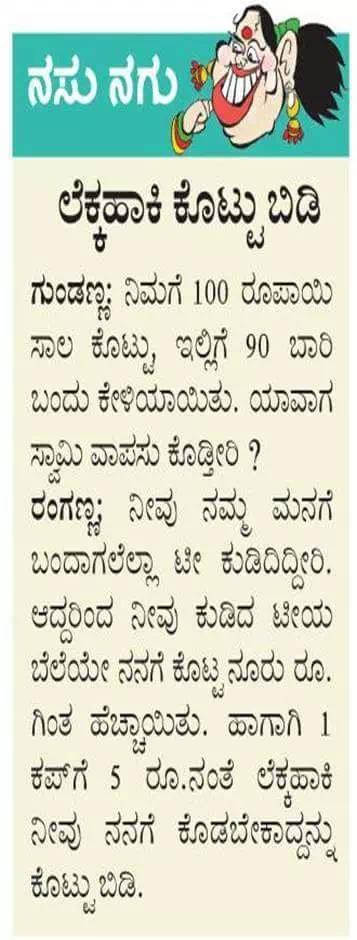 ನಸು ನಗು
ಲೆಕ್ಕಹಾಕಿ ಕೊಟ್ಟು ಬಿಡಿ
ಗುಂಡಣ್ಣ: ನಿಮಗೆ 100 ರೂಪಾಯಿ
ಸಾಲ ಕೊಟ್ಟು, ಇಲ್ಲಿಗೆ 90 ಬಾರಿ
ಬಂದು ಕೇಳಿಯಾಯಿತು. ಯಾವಾಗ
ಸ್ವಾಮಿ ವಾಪಸು ಕೊಡ್ತೀರಿ ?
ರಂಗಣ್ಣ: ನೀವು ನಮ್ಮ ಮನಗೆ
ಬಂದಾಗಲೆಲ್ಲಾ ಟೀ ಕುಡಿದಿದ್ದೀರಿ.
ಆದ್ದರಿಂದ ನೀವು ಕುಡಿದ ಟೀಯ
ಬೆಲೆಯೇ ನನಗೆ ಕೊಟ್ಟ ನೂರು ರೂ.
ಗಿಂತ ಹೆಚ್ಚಾಯಿತು. ಹಾಗಾಗಿ 1
ಕಪ್‌ಗೆ 5 ರೂ.ನಂತೆ ಲೆಕ್ಕಹಾಕಿ
ನೀವು ನನಗೆ ಕೊಡಬೇಕಾದ್ದನ್ನು
ಕೊಟ್ಟು ಬಿಡಿ.